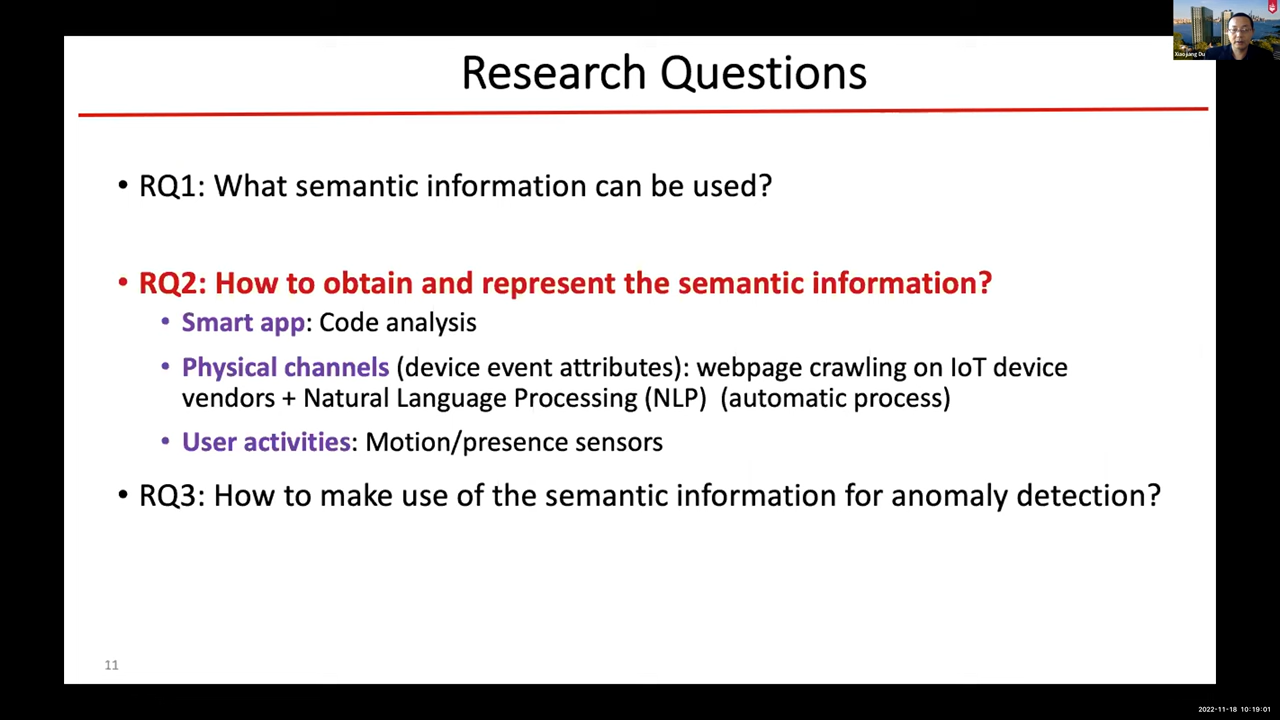 Xiaojiang Du
Research Questions
• RQ1: What semantic information can be used?
• RQ2: How to obtain and represent the semantic information?
• Smart app: Code analysis
• Physical channels (device event attributes): webpage crawling on IoT device
vendors + Natural Language Processing (NLP) (automatic process)
• User activities: Motion/presence sensors
• RQ3: How to make use of the semantic information for anomaly detection?
11
2022-11-18 10:19:01